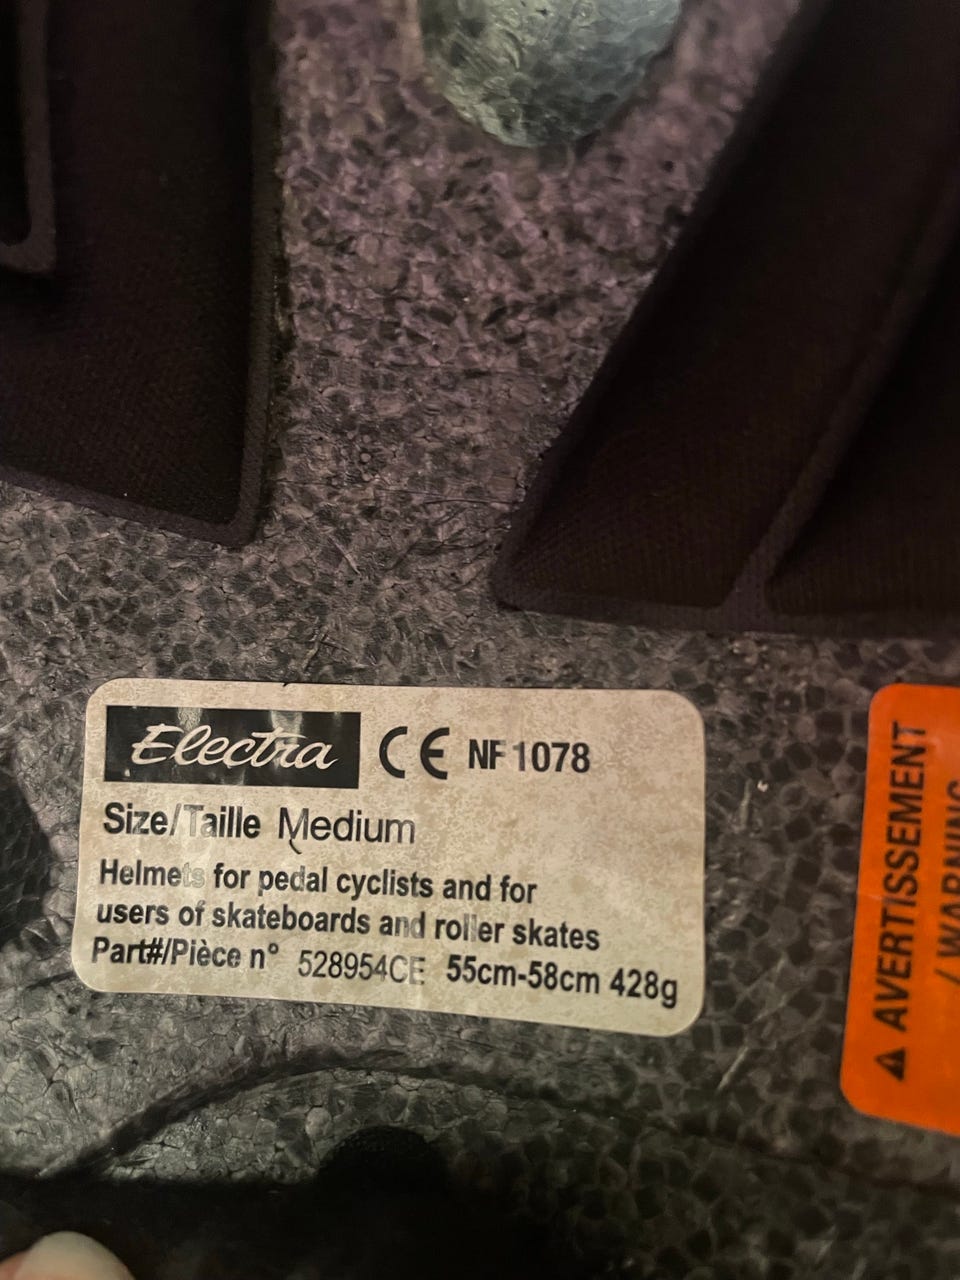 Electra CE NF 1078
Size/Taille Medium
Helmets for pedal cyclists and for
users of skateboards and roller skates
Part#/Pièce n° 528954CE 55cm-58cm 428g
AVERTISSEMENT
/ WARNING